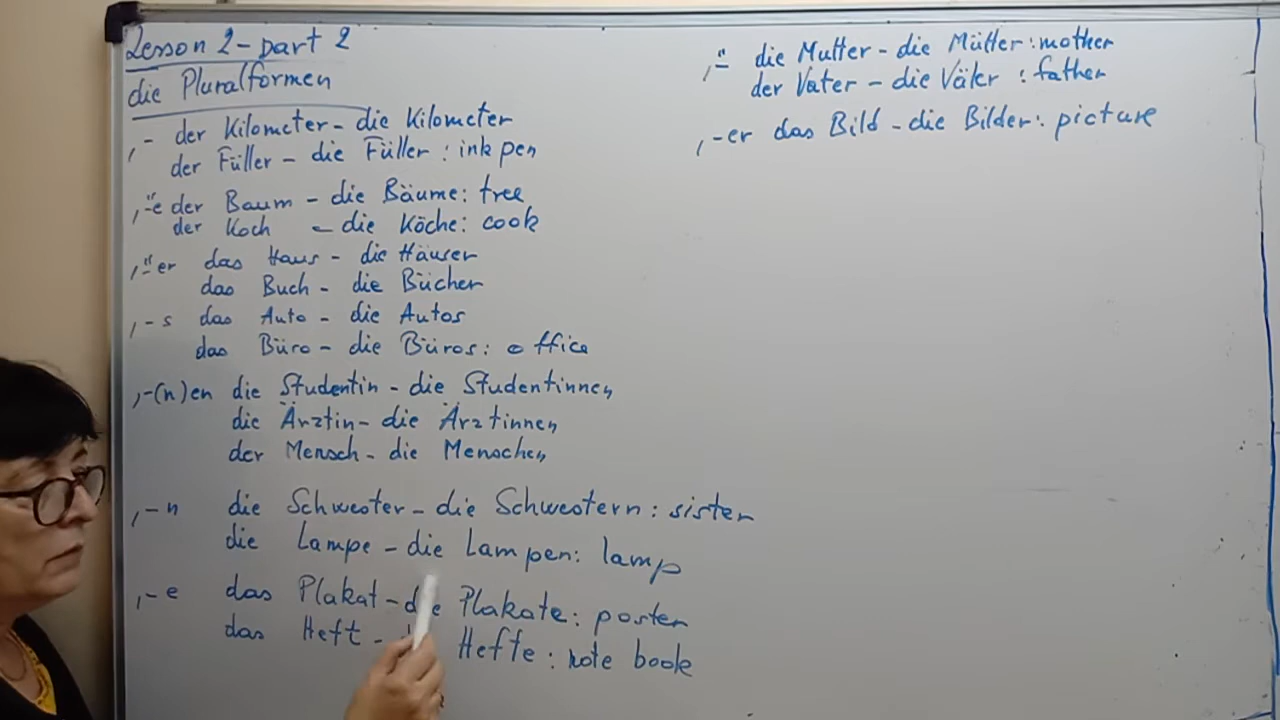 Lesson 2 - part 2
die Pluralformen
, - der Kilometer - die Kilometer
der Füller - die Füller : ink pen
, -̈e der Baum - die Bäume: tree
der Koch - die Köche: cook
, -̈er das Haus - die Häuser
das Buch - die Bücher
, -s das Auto - die Autos
das Büro - die Büros: office
, -(n)en die Studentin - die Studentinnen
die Ärztin - die Ärztinnen
der Mensch - die Menschen
, -n die Schwester - die Schwestern : sister
die Lampe - die Lampen: lamp
, -e das Plakat - die Plakate: poster
das Heft - Hefte : note book
, -̈ die Mutter - die Mütter : mother
der Vater - die Väter : father
, -er das Bild - die Bilder: picture